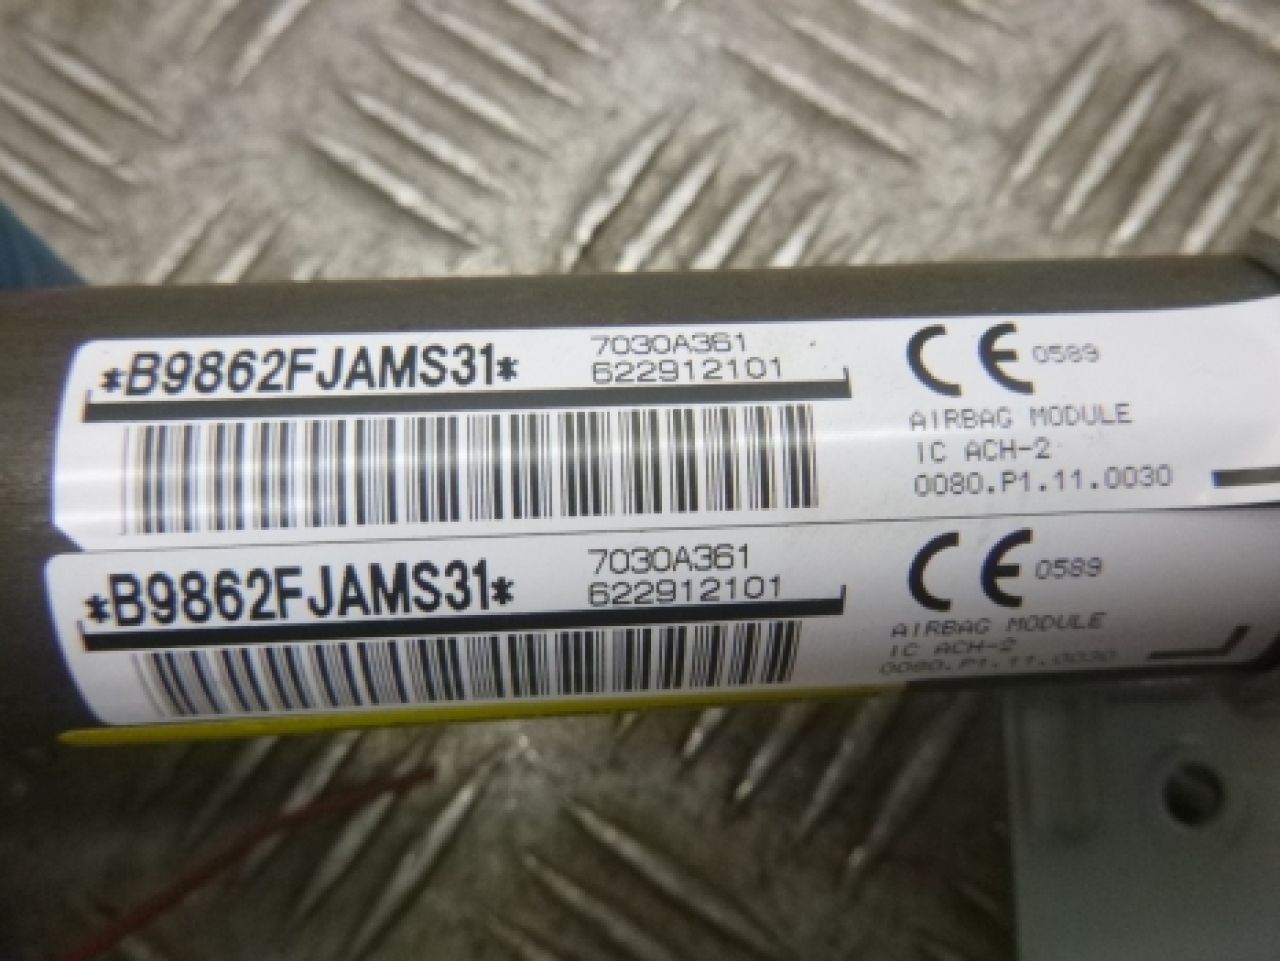 *B9862FJAMS31*
7030A361
622912101
CE 0589
AIRBAG MODULE
IC ACH-2
0080.P1.11.0030
*B9862FJAMS31*
7030A361
622912101
CE 0589
AIRBAG MODULE
IC ACH-2
0080.P1.11.0030